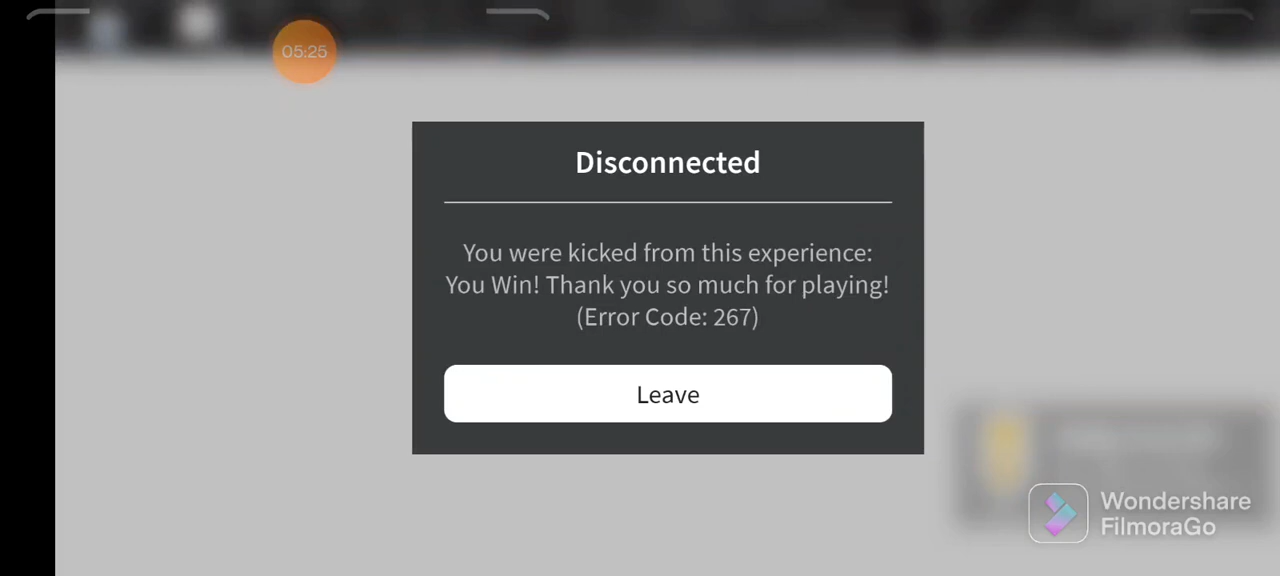 05:25
Disconnected
You were kicked from this experience:
You Win! Thank you so much for playing!
(Error Code: 267)
Leave
Wondershare
FilmoraGo